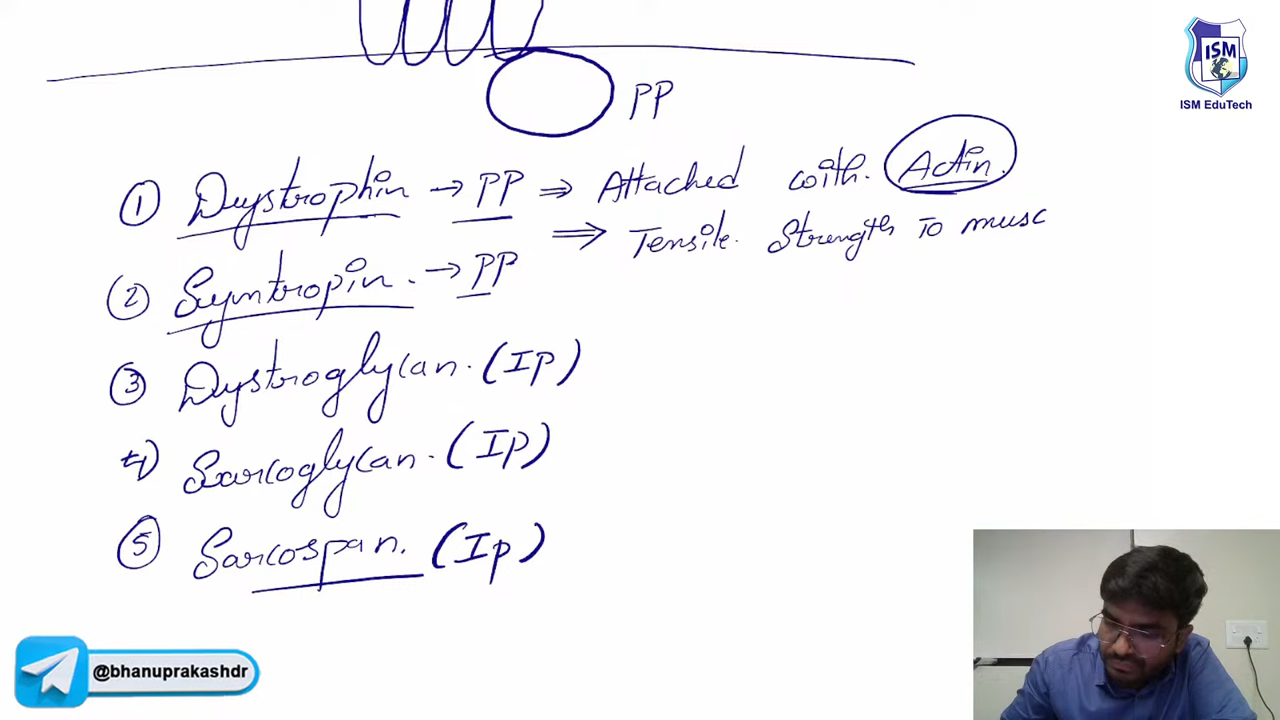 ISM
ISM EduTech
PP
① Dystrophin → PP ⇒ Attached with Actin.
⇒ Tensile. Strength To musc
② Syntropin. → PP
③ Dystroglycan. (Ip)
4) Sarcoglycan. (Ip)
⑤ Sarcospan. (Ip)
@bhanuprakashdr